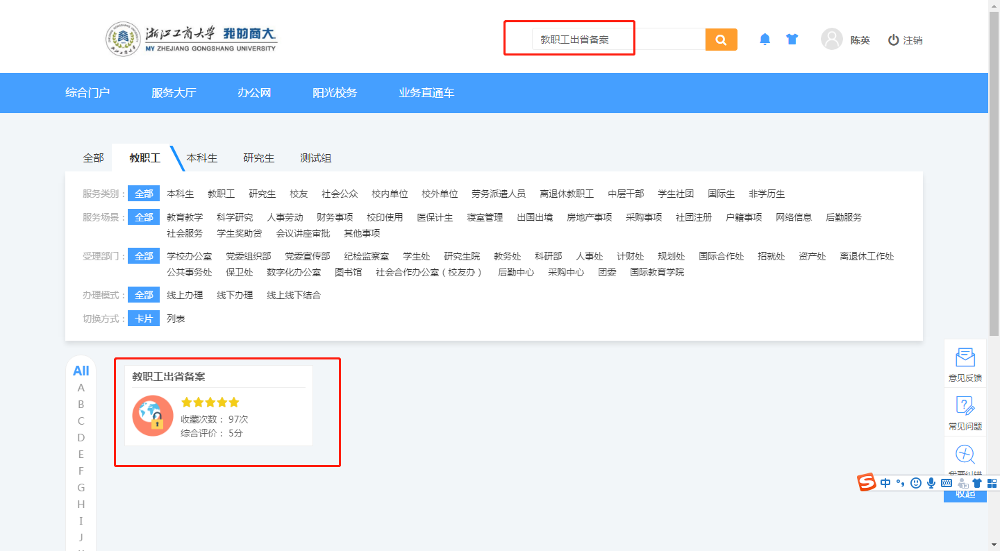 浙江工商大学 我的商大
MY ZHEJIANG GONGSHANG UNIVERSITY
教职工出省备案
陈英
注销
综合门户 服务大厅 办公网 阳光校务 业务直通车
全部 教职工 本科生 研究生 测试组
服务类别： 全部 本科生 教职工 研究生 校友 社会公众 校内单位 校外单位 劳务派遣人员 离退休教职工 中层干部 学生社团 国际生 非学历生
服务场景： 全部 教育教学 科学研究 人事劳动 财务事项 校印使用 医保计生 寝室管理 出国出境 房地产事项 采购事项 社团注册 户籍事项 网络信息 后勤服务
社会服务 学生奖助贷 会议讲座审批 其他事项
受理部门： 全部 学校办公室 党委组织部 党委宣传部 纪检监察室 学生处 研究生院 教务处 科研部 人事处 计财处 规划处 国际合作处 招就处 资产处 离退休工作处
公共事务处 保卫处 数字化办公室 图书馆 社会合作办公室（校友办） 后勤中心 采购中心 团委 国际教育学院
办理模式： 全部 线上办理 线下办理 线上线下结合
切换方式： 卡片 列表
All
A
B
C
D
E
F
G
H
I
J
教职工出省备案
收藏次数： 97次
综合评价： 5分
意见反馈
常见问题
我要纠错
中
收起